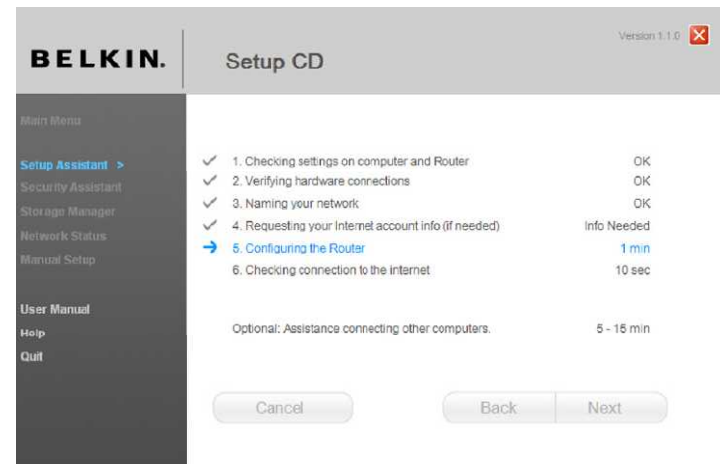 BELKIN.
Setup CD
Version 1.1.0
Main Menu
Setup Assistant >
Security Assistant
Storage Manager
Network Status
Manual Setup
User Manual
Help
Quit
1. Checking settings on computer and Router OK
2. Verifying hardware connections OK
3. Naming your network OK
4. Requesting your Internet account info (if needed) Info Needed
5. Configuring the Router 1 min
6. Checking connection to the internet 10 sec
Optional: Assistance connecting other computers. 5 - 15 min
Cancel Back Next